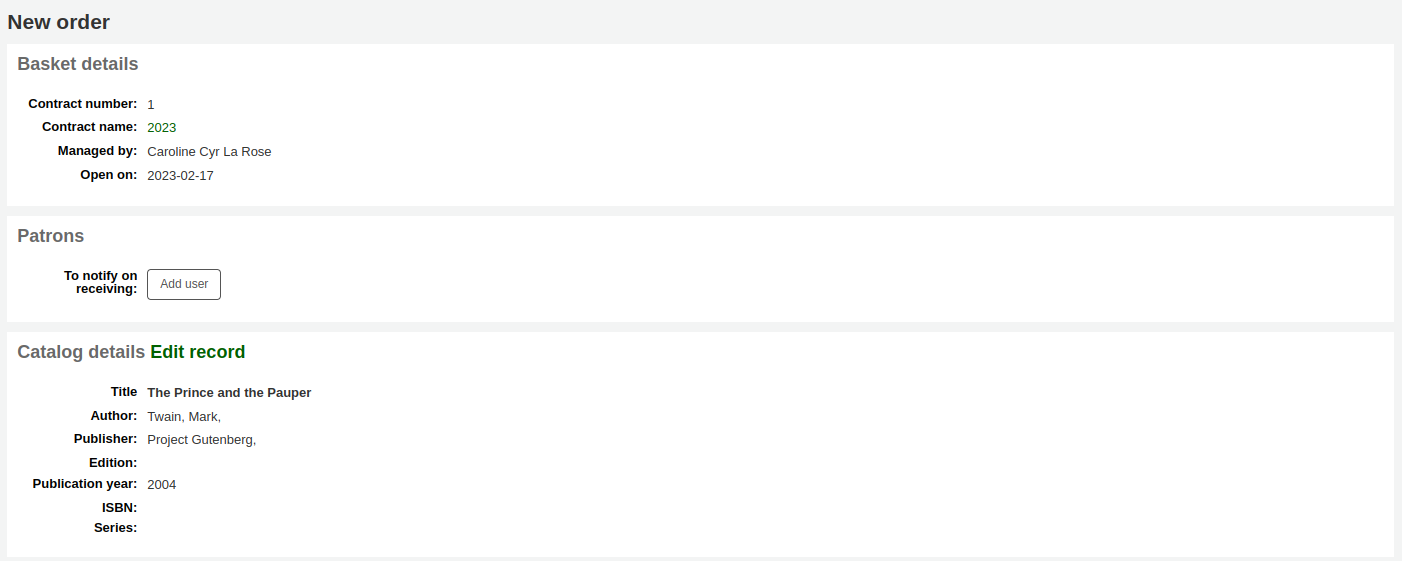 New order
Basket details
Contract number: 1
Contract name: 2023
Managed by: Caroline Cyr La Rose
Open on: 2023-02-17
Patrons
To notify on
receiving: Add user
Catalog details Edit record
Title The Prince and the Pauper
Author: Twain, Mark,
Publisher: Project Gutenberg,
Edition:
Publication year: 2004
ISBN:
Series: